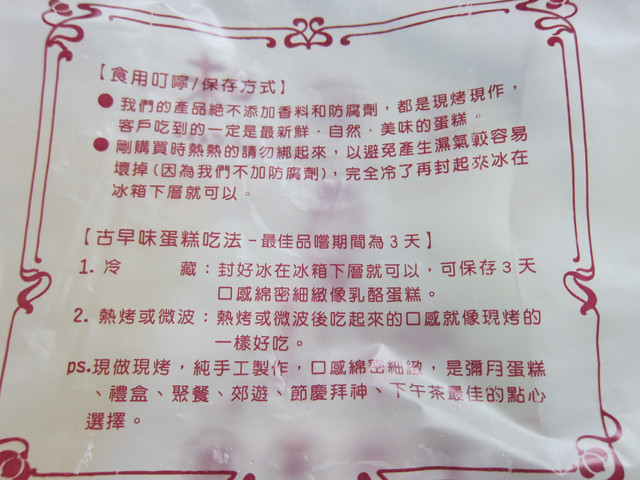 【食用叮嚀/保存方式】
●我們的產品絕不添加香料和防腐劑，都是現烤現作，
客戶吃到的一定是最新鮮．自然．美味的蛋糕。
●剛購買時熱熱的請勿綁起來，以避免產生濕氣較容易
壞掉(因為我們不加防腐劑)，完全冷了再封起來冰在
冰箱下層就可以。
【古早味蛋糕吃法－最佳品嚐期間為3天】
1. 冷　　藏：封好冰在冰箱下層就可以，可保存3天
口感綿密細緻像乳酪蛋糕。
2. 熱烤或微波：熱烤或微波後吃起來的口感就像現烤的
一樣好吃。
ps.現做現烤，純手工製作，口感綿密細緻，是彌月蛋糕
、禮盒、聚餐、郊遊、節慶拜神、下午茶最佳的點心
選擇。